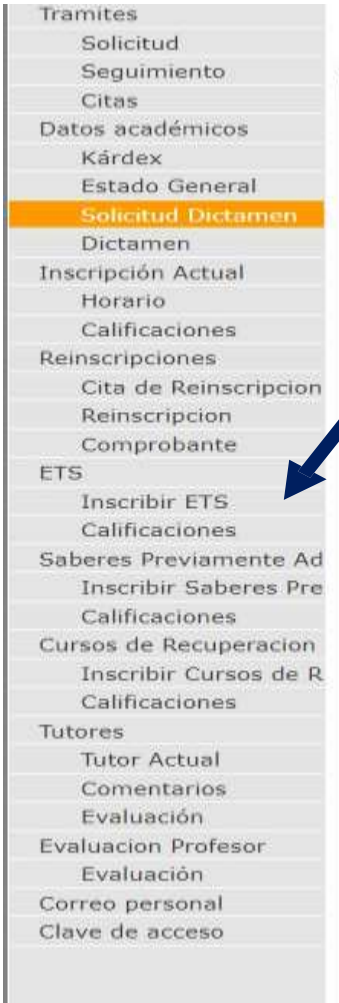 Tramites
Solicitud
Seguimiento
Citas
Datos académicos
Kárdex
Estado General
Solicitud Dictamen
Dictamen
Inscripción Actual
Horario
Calificaciones
Reinscripciones
Cita de Reinscripcion
Reinscripcion
Comprobante
ETS
Inscribir ETS
Calificaciones
Saberes Previamente Ad
Inscribir Saberes Pre
Calificaciones
Cursos de Recuperacion
Inscribir Cursos de R
Calificaciones
Tutores
Tutor Actual
Comentarios
Evaluación
Evaluacion Profesor
Evaluación
Correo personal
Clave de acceso